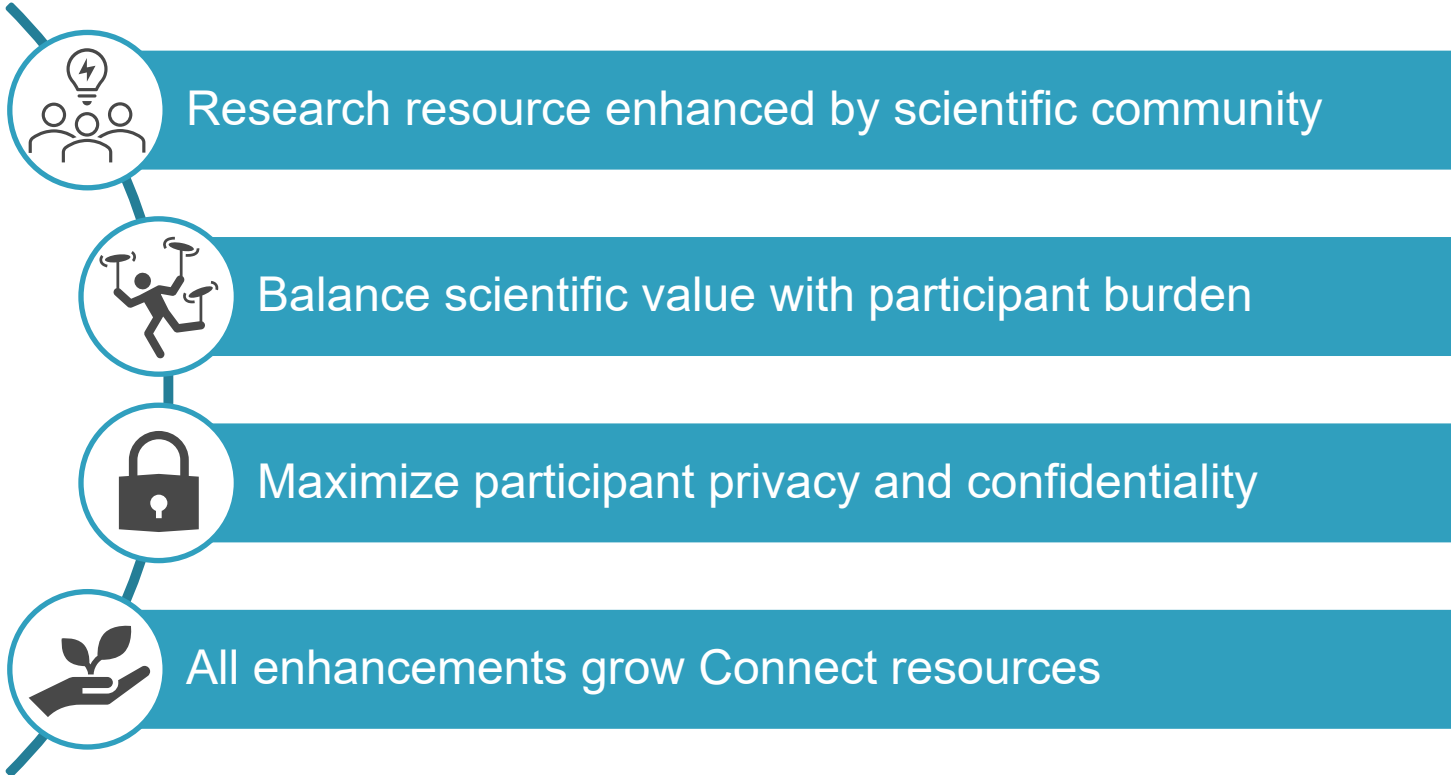 Research resource enhanced by scientific community
Balance scientific value with participant burden
Maximize participant privacy and confidentiality
All enhancements grow Connect resources